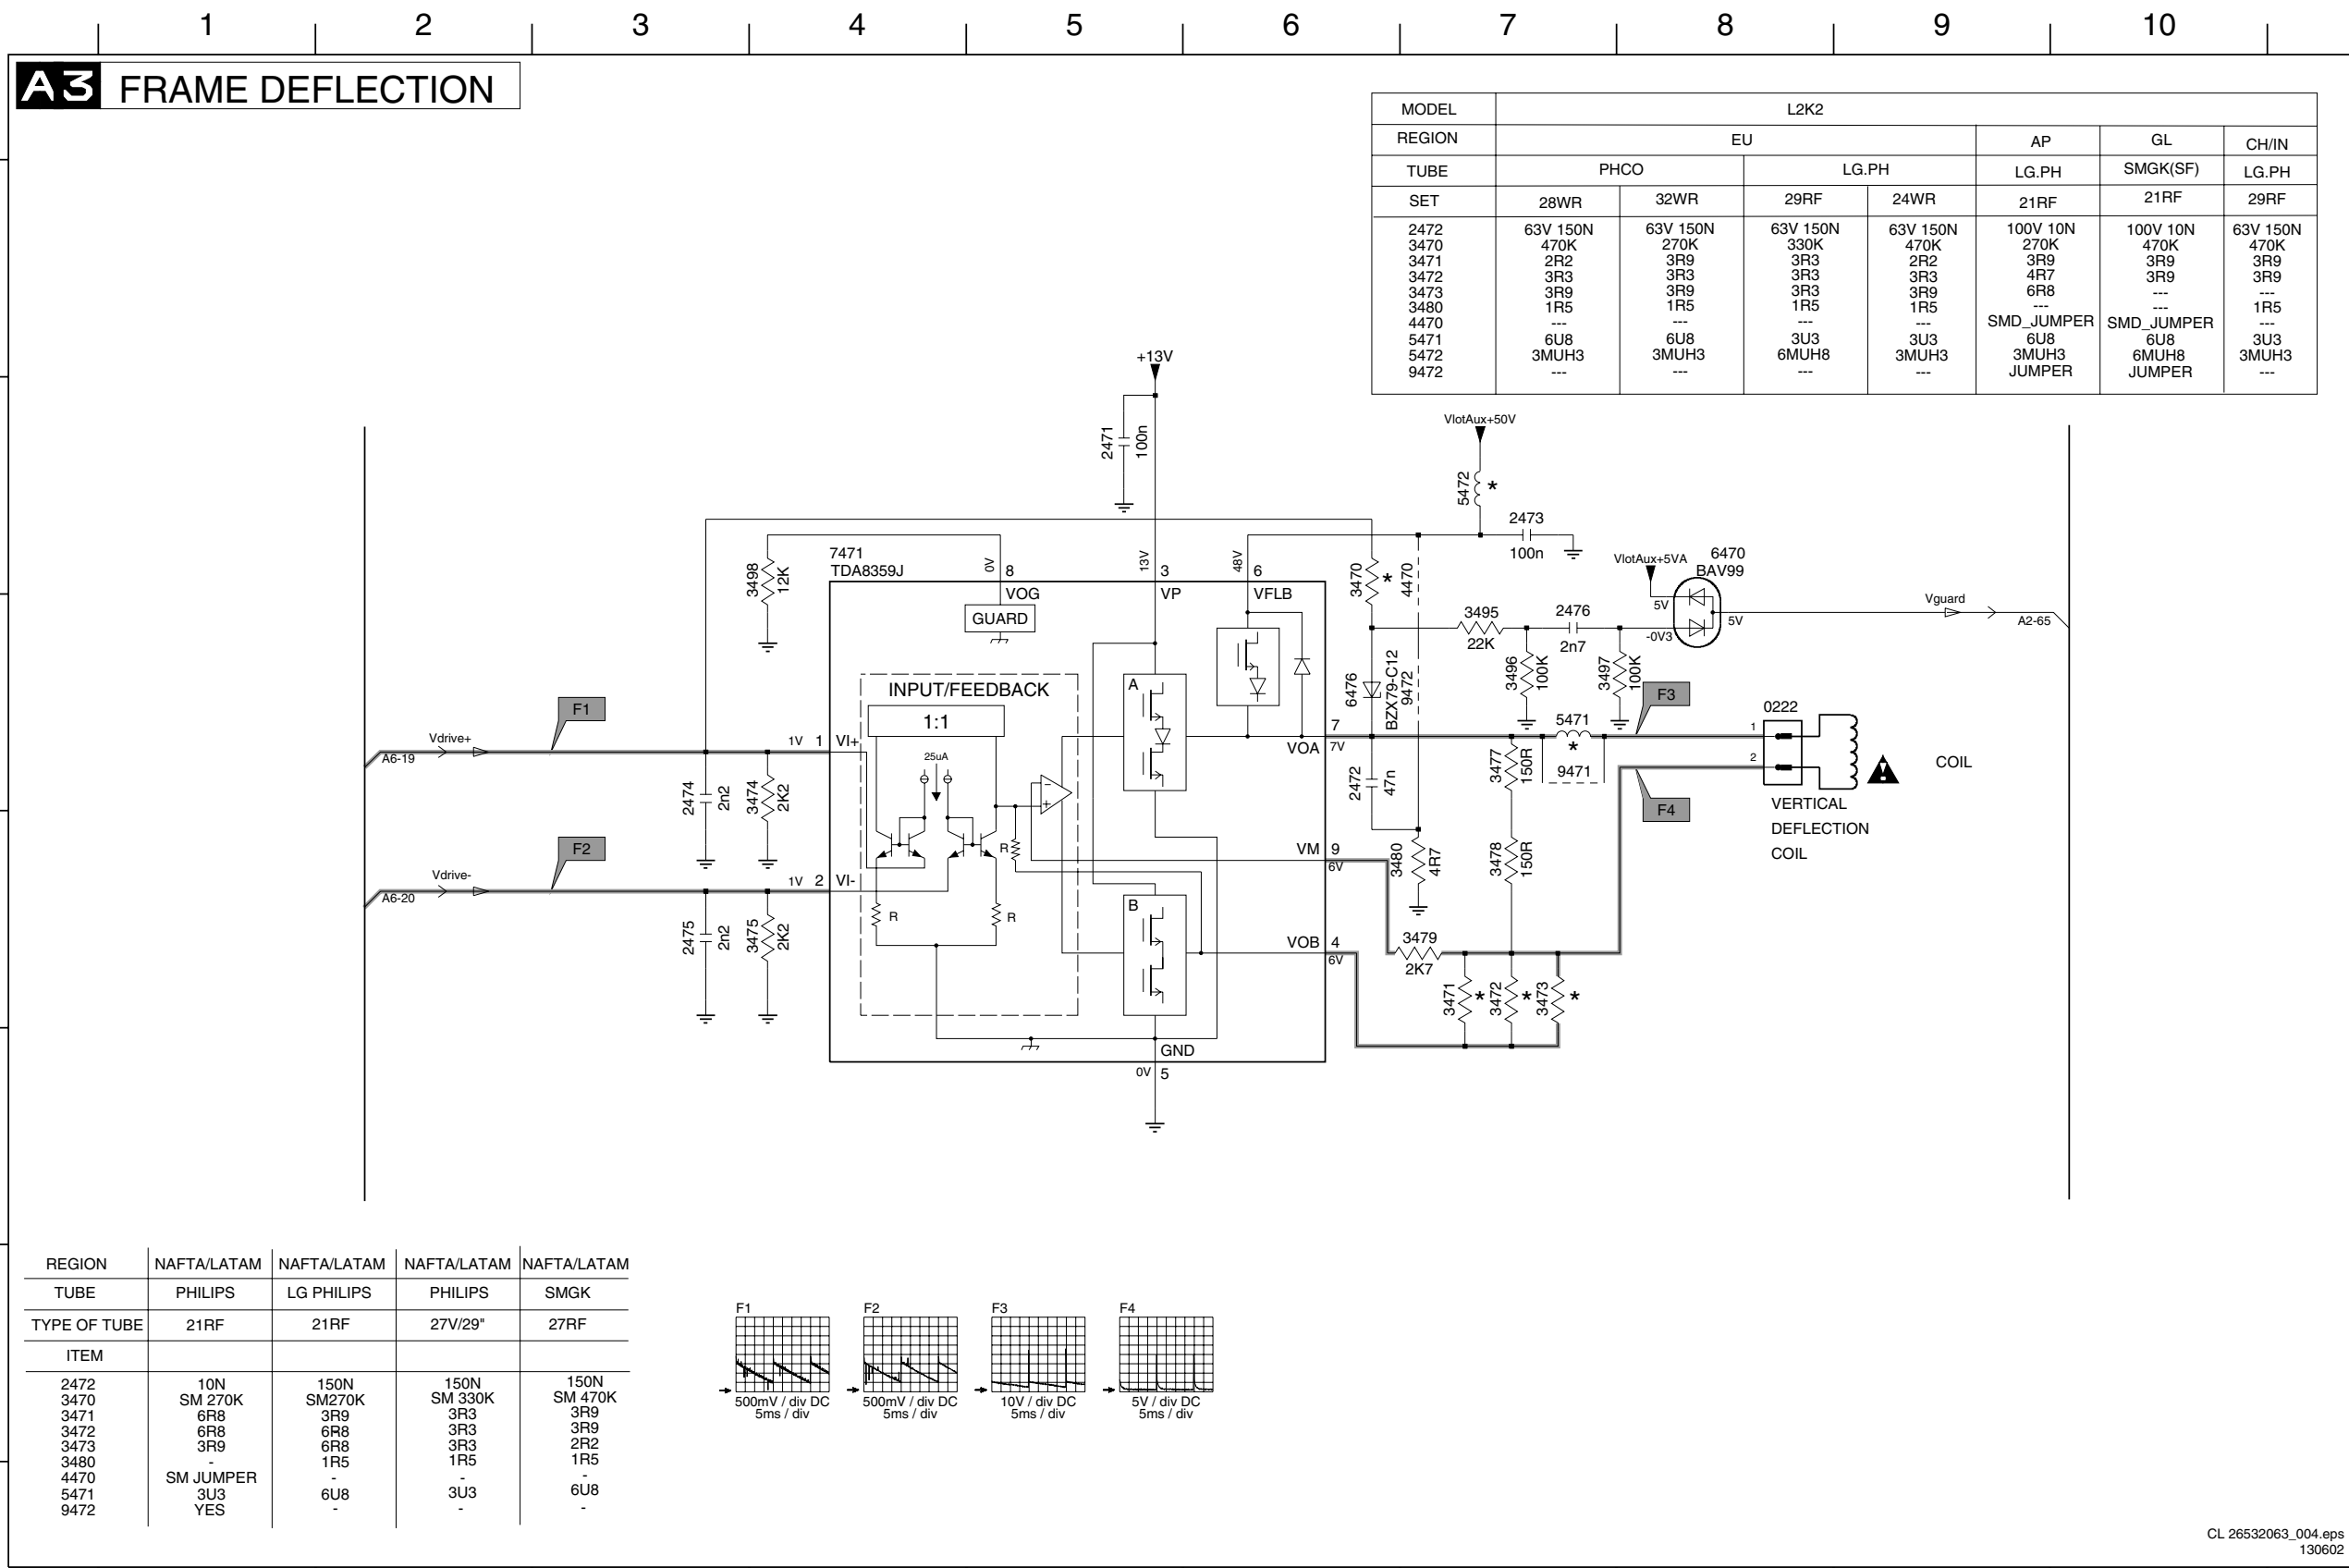 1 2 3 4 5 6 7 8 9 10
A3 FRAME DEFLECTION
MODEL L2K2
REGION EU AP GL CH/IN
TUBE PHCO LG.PH LG.PH SMGK(SF) LG.PH
SET 28WR 32WR 29RF 24WR 21RF 21RF 29RF
2472 63V 150N 63V 150N 63V 150N 63V 150N 100V 10N 100V 10N 63V 150N
3470 470K 270K 330K 470K 270K 470K 470K
3471 2R2 3R9 3R3 2R2 3R9 3R9 3R9
3472 3R3 3R3 3R3 3R3 4R7 3R9 3R9
3473 3R9 3R9 3R3 3R9 6R8 --- ---
3480 1R5 1R5 1R5 1R5 --- --- 1R5
4470 --- --- --- --- SMD_JUMPER SMD_JUMPER ---
5471 6U8 6U8 3U3 3U3 6U8 6U8 3U3
5472 3MUH3 3MUH3 6MUH8 3MUH3 3MUH3 6MUH8 3MUH3
9472 --- --- --- --- JUMPER JUMPER ---
+13V
2471
100n
VlotAux+50V
5472 *
2473
100n
7471
TDA8359J
3498
12K
0V 8
VOG
GUARD
13V 3
VP
48V 6
VFLB
3470 *
4470
VlotAux+5VA
6470
BAV99
5V
-0V3
5V
Vguard
A2-65
3495
22K
2476
2n7
3496
100K
3497
100K
6476
BZX79-C12
9472
INPUT/FEEDBACK
1:1
25uA
A
F1
Vdrive+
A6-19
1V 1 VI+
2474
2n2
3474
2K2
7
VOA 7V
2472
47n
3477
150R
5471
*
9471
F3
0222
1
2
COIL
F4
VERTICAL
DEFLECTION
COIL
F2
Vdrive-
A6-20
1V 2 VI-
2475
2n2
3475
2K2
R
R
R
- +
VM 9
6V
3480
4R7
3478
150R
B
VOB 4
6V
3479
2K7
3471 *
3472 *
3473 *
GND
0V 5
REGION NAFTA/LATAM NAFTA/LATAM NAFTA/LATAM NAFTA/LATAM
TUBE PHILIPS LG PHILIPS PHILIPS SMGK
TYPE OF TUBE 21RF 21RF 27V/29" 27RF
ITEM
2472 10N 150N 150N 150N
3470 SM 270K SM270K SM 330K SM 470K
3471 6R8 3R9 3R3 3R9
3472 6R8 6R8 3R3 3R9
3473 3R9 6R8 3R3 2R2
3480 - 1R5 1R5 1R5
4470 SM JUMPER - - -
5471 3U3 6U8 3U3 6U8
9472 YES - - -
F1
500mV / div DC
5ms / div
F2
500mV / div DC
5ms / div
F3
10V / div DC
5ms / div
F4
5V / div DC
5ms / div
CL 26532063_004.eps
130602